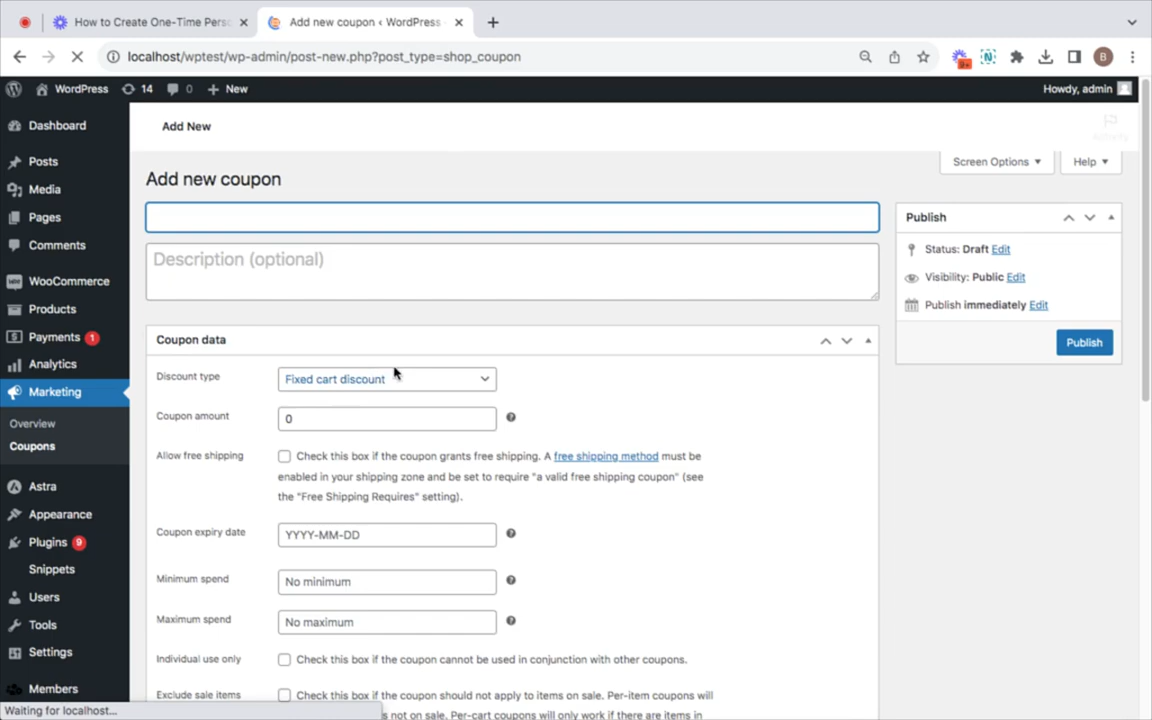 How to Create One-Time Perso
Add new coupon ‹ WordPress
localhost/wptest/wp-admin/post-new.php?post_type=shop_coupon
9+
B
WordPress
14
0
New
Howdy, admin
Dashboard
Posts
Media
Pages
Comments
WooCommerce
Products
Payments 1
Analytics
Marketing
Overview
Coupons
Astra
Appearance
Plugins 9
Snippets
Users
Tools
Settings
Members
Add New
Screen Options
Help
Add new coupon
Description (optional)
Coupon data
Discount type
Fixed cart discount
Coupon amount
0
Allow free shipping
Check this box if the coupon grants free shipping. A free shipping method must be
enabled in your shipping zone and be set to require "a valid free shipping coupon" (see
the "Free Shipping Requires" setting).
Coupon expiry date
YYYY-MM-DD
Minimum spend
No minimum
Maximum spend
No maximum
Individual use only
Check this box if the coupon cannot be used in conjunction with other coupons.
Exclude sale items
Check this box if the coupon should not apply to items on sale. Per-item coupons will
s not on sale. Per-cart coupons will only work if there are items in
Publish
Status: Draft Edit
Visibility: Public Edit
Publish immediately Edit
Publish
Waiting for localhost...